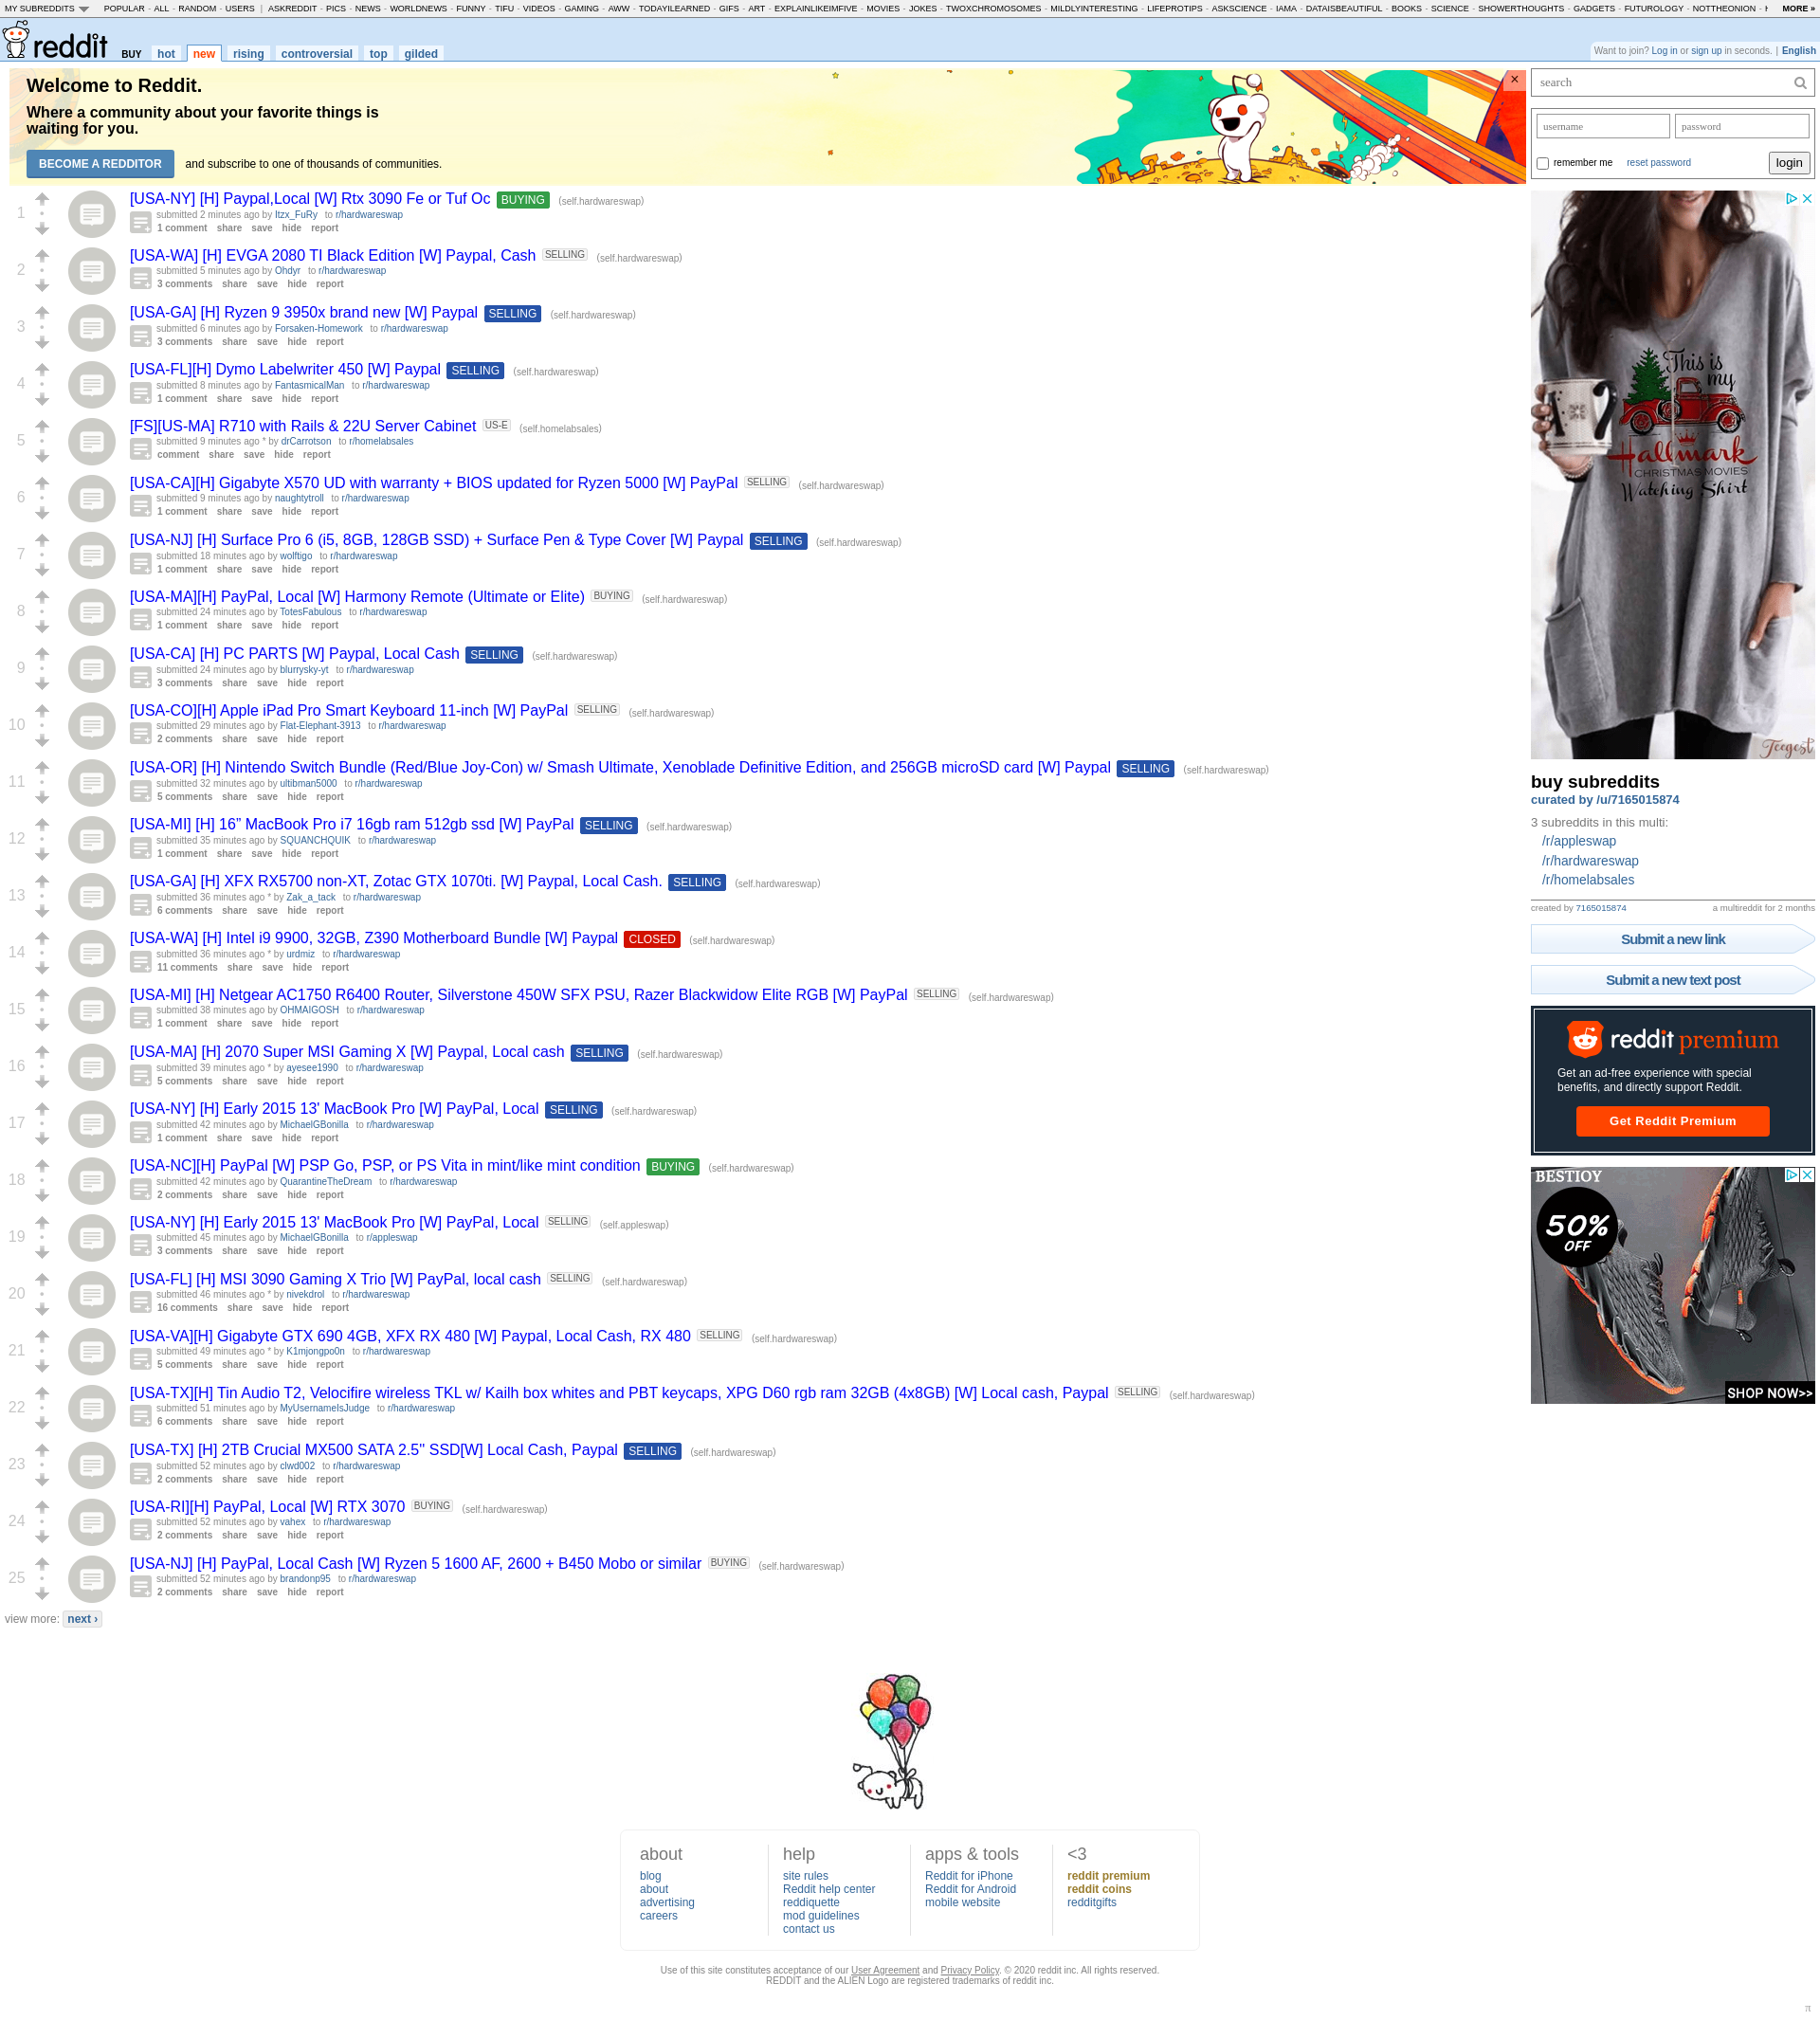 MY SUBREDDITS POPULAR - ALL - RANDOM - USERS | ASKREDDIT - PICS - NEWS - WORLDNEWS - FUNNY - TIFU - VIDEOS - GAMING - AWW - TODAYILEARNED - GIFS - ART - EXPLAINLIKEIMFIVE - MOVIES - JOKES - TWOXCHROMOSOMES - MILDLYINTERESTING - LIFEPROTIPS - ASKSCIENCE - IAMA - DATAISBEAUTIFUL - BOOKS - SCIENCE - SHOWERTHOUGHTS - GADGETS - FUTUROLOGY - NOTTHEONION - MORE »
reddit BUY hot new rising controversial top gilded
Want to join? Log in or sign up in seconds. | English
Welcome to Reddit.
Where a community about your favorite things is
waiting for you.
BECOME A REDDITOR and subscribe to one of thousands of communities.
1 [USA-NY] [H] Paypal,Local [W] Rtx 3090 Fe or Tuf Oc BUYING (self.hardwareswap)
submitted 2 minutes ago by Itzx_FuRy to r/hardwareswap
1 comment share save hide report
2 [USA-WA] [H] EVGA 2080 TI Black Edition [W] Paypal, Cash SELLING (self.hardwareswap)
submitted 5 minutes ago by Ohdyr to r/hardwareswap
3 comments share save hide report
3 [USA-GA] [H] Ryzen 9 3950x brand new [W] Paypal SELLING (self.hardwareswap)
submitted 6 minutes ago by Forsaken-Homework to r/hardwareswap
3 comments share save hide report
4 [USA-FL][H] Dymo Labelwriter 450 [W] Paypal SELLING (self.hardwareswap)
submitted 8 minutes ago by FantasmicalMan to r/hardwareswap
1 comment share save hide report
5 [FS][US-MA] R710 with Rails & 22U Server Cabinet US-E (self.homelabsales)
submitted 9 minutes ago * by drCarrotson to r/homelabsales
comment share save hide report
6 [USA-CA][H] Gigabyte X570 UD with warranty + BIOS updated for Ryzen 5000 [W] PayPal SELLING (self.hardwareswap)
submitted 9 minutes ago by naughtytroll to r/hardwareswap
1 comment share save hide report
7 [USA-NJ] [H] Surface Pro 6 (i5, 8GB, 128GB SSD) + Surface Pen & Type Cover [W] Paypal SELLING (self.hardwareswap)
submitted 18 minutes ago by wolftigo to r/hardwareswap
1 comment share save hide report
8 [USA-MA][H] PayPal, Local [W] Harmony Remote (Ultimate or Elite) BUYING (self.hardwareswap)
submitted 24 minutes ago by TotesFabulous to r/hardwareswap
1 comment share save hide report
9 [USA-CA] [H] PC PARTS [W] Paypal, Local Cash SELLING (self.hardwareswap)
submitted 24 minutes ago by blurrysky-yt to r/hardwareswap
3 comments share save hide report
10 [USA-CO][H] Apple iPad Pro Smart Keyboard 11-inch [W] PayPal SELLING (self.hardwareswap)
submitted 29 minutes ago by Flat-Elephant-3913 to r/hardwareswap
2 comments share save hide report
11 [USA-OR] [H] Nintendo Switch Bundle (Red/Blue Joy-Con) w/ Smash Ultimate, Xenoblade Definitive Edition, and 256GB microSD card [W] Paypal SELLING (self.hardwareswap)
submitted 32 minutes ago by ultibman5000 to r/hardwareswap
5 comments share save hide report
12 [USA-MI] [H] 16” MacBook Pro i7 16gb ram 512gb ssd [W] PayPal SELLING (self.hardwareswap)
submitted 35 minutes ago by SQUANCHQUIK to r/hardwareswap
1 comment share save hide report
13 [USA-GA] [H] XFX RX5700 non-XT, Zotac GTX 1070ti. [W] Paypal, Local Cash. SELLING (self.hardwareswap)
submitted 36 minutes ago * by Zak_a_tack to r/hardwareswap
6 comments share save hide report
14 [USA-WA] [H] Intel i9 9900, 32GB, Z390 Motherboard Bundle [W] Paypal CLOSED (self.hardwareswap)
submitted 36 minutes ago * by urdmiz to r/hardwareswap
11 comments share save hide report
15 [USA-MI] [H] Netgear AC1750 R6400 Router, Silverstone 450W SFX PSU, Razer Blackwidow Elite RGB [W] PayPal SELLING (self.hardwareswap)
submitted 38 minutes ago by OHMAIGOSH to r/hardwareswap
1 comment share save hide report
16 [USA-MA] [H] 2070 Super MSI Gaming X [W] Paypal, Local cash SELLING (self.hardwareswap)
submitted 39 minutes ago * by ayesee1990 to r/hardwareswap
5 comments share save hide report
17 [USA-NY] [H] Early 2015 13' MacBook Pro [W] PayPal, Local SELLING (self.hardwareswap)
submitted 42 minutes ago by MichaelGBonilla to r/hardwareswap
1 comment share save hide report
18 [USA-NC][H] PayPal [W] PSP Go, PSP, or PS Vita in mint/like mint condition BUYING (self.hardwareswap)
submitted 42 minutes ago by QuarantineTheDream to r/hardwareswap
2 comments share save hide report
19 [USA-NY] [H] Early 2015 13' MacBook Pro [W] PayPal, Local SELLING (self.appleswap)
submitted 45 minutes ago by MichaelGBonilla to r/appleswap
3 comments share save hide report
20 [USA-FL] [H] MSI 3090 Gaming X Trio [W] PayPal, local cash SELLING (self.hardwareswap)
submitted 46 minutes ago * by nivekdrol to r/hardwareswap
16 comments share save hide report
21 [USA-VA][H] Gigabyte GTX 690 4GB, XFX RX 480 [W] Paypal, Local Cash, RX 480 SELLING (self.hardwareswap)
submitted 49 minutes ago * by K1mjongpo0n to r/hardwareswap
5 comments share save hide report
22 [USA-TX][H] Tin Audio T2, Velocifire wireless TKL w/ Kailh box whites and PBT keycaps, XPG D60 rgb ram 32GB (4x8GB) [W] Local cash, Paypal SELLING (self.hardwareswap)
submitted 51 minutes ago by MyUsernameIsJudge to r/hardwareswap
6 comments share save hide report
23 [USA-TX] [H] 2TB Crucial MX500 SATA 2.5" SSD[W] Local Cash, Paypal SELLING (self.hardwareswap)
submitted 52 minutes ago by clwd002 to r/hardwareswap
2 comments share save hide report
24 [USA-RI][H] PayPal, Local [W] RTX 3070 BUYING (self.hardwareswap)
submitted 52 minutes ago by vahex to r/hardwareswap
2 comments share save hide report
25 [USA-NJ] [H] PayPal, Local Cash [W] Ryzen 5 1600 AF, 2600 + B450 Mobo or similar BUYING (self.hardwareswap)
submitted 52 minutes ago by brandonp95 to r/hardwareswap
2 comments share save hide report
view more: next ›
search
username password
remember me reset password login
This is
my
Hallmark
CHRISTMAS MOVIES
Watching Shirt
Teegest
buy subreddits
curated by /u/7165015874
3 subreddits in this multi:
/r/appleswap
/r/hardwareswap
/r/homelabsales
created by 7165015874 a multireddit for 2 months
Submit a new link
Submit a new text post
reddit premium
Get an ad-free experience with special
benefits, and directly support Reddit.
Get Reddit Premium
BESTIOY
50%
OFF
SHOP NOW>>
about
blog
about
advertising
careers
help
site rules
Reddit help center
reddiquette
mod guidelines
contact us
apps & tools
Reddit for iPhone
Reddit for Android
mobile website
<3
reddit premium
reddit coins
redditgifts
Use of this site constitutes acceptance of our User Agreement and Privacy Policy. © 2020 reddit inc. All rights reserved.
REDDIT and the ALIEN Logo are registered trademarks of reddit inc.
π